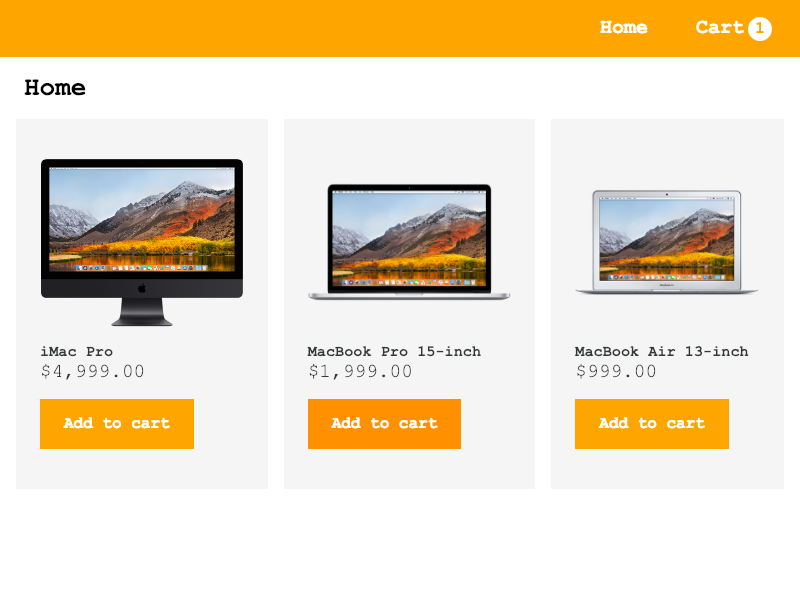 Home Cart 1
Home
iMac Pro
$4,999.00
Add to cart
MacBook Pro 15-inch
$1,999.00
Add to cart
MacBook Air 13-inch
$999.00
Add to cart